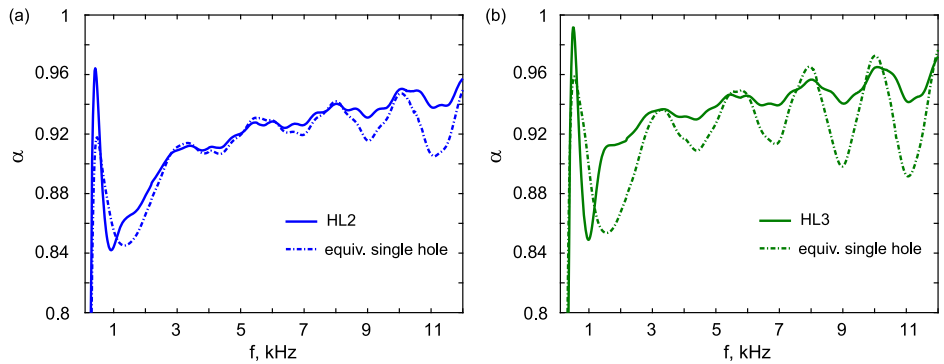 (a)
1
0.96
0.92
0.88
0.84
0.8
α
HL2
equiv. single hole
1 3 5 7 9 11
f, kHz
(b)
1
0.96
0.92
0.88
0.84
0.8
α
HL3
equiv. single hole
1 3 5 7 9 11
f, kHz